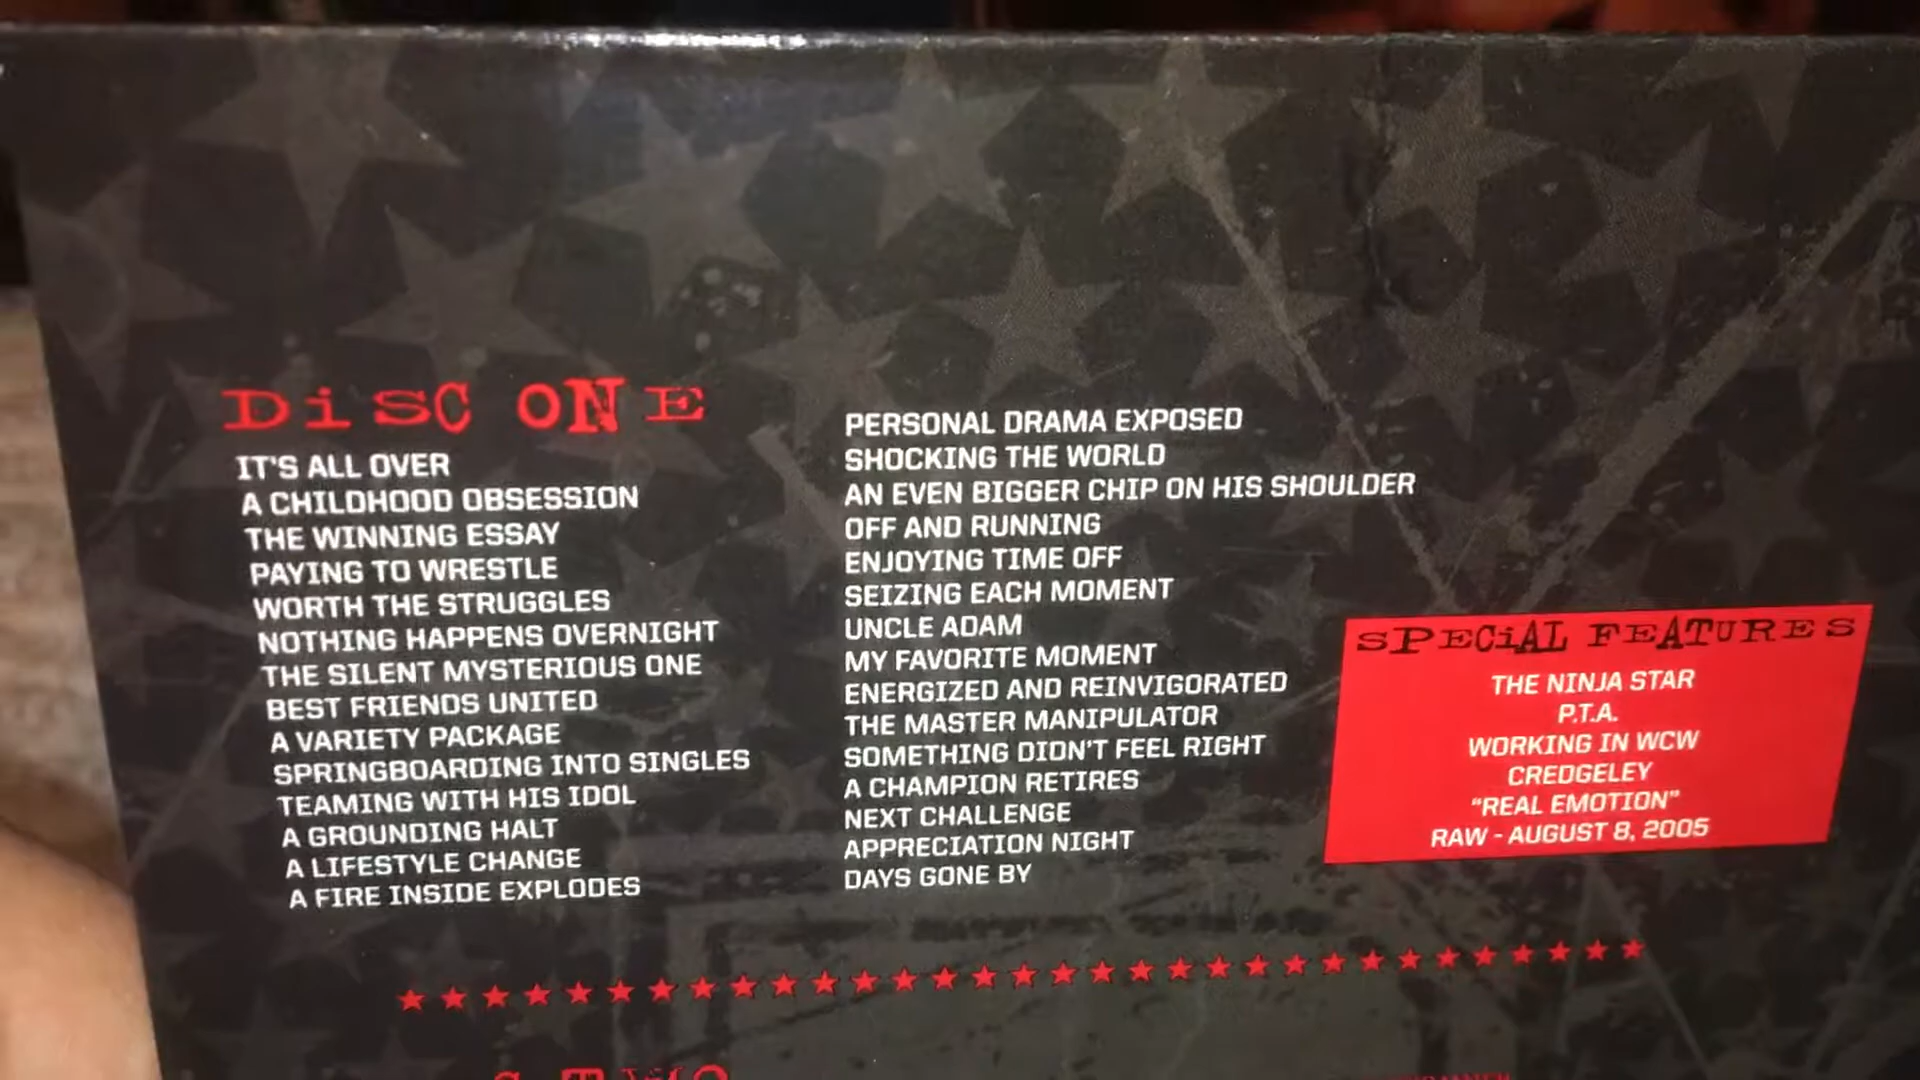 DiSC ONE
IT'S ALL OVER
A CHILDHOOD OBSESSION
THE WINNING ESSAY
PAYING TO WRESTLE
WORTH THE STRUGGLES
NOTHING HAPPENS OVERNIGHT
THE SILENT MYSTERIOUS ONE
BEST FRIENDS UNITED
A VARIETY PACKAGE
SPRINGBOARDING INTO SINGLES
TEAMING WITH HIS IDOL
A GROUNDING HALT
A LIFESTYLE CHANGE
A FIRE INSIDE EXPLODES
PERSONAL DRAMA EXPOSED
SHOCKING THE WORLD
AN EVEN BIGGER CHIP ON HIS SHOULDER
OFF AND RUNNING
ENJOYING TIME OFF
SEIZING EACH MOMENT
UNCLE ADAM
MY FAVORITE MOMENT
ENERGIZED AND REINVIGORATED
THE MASTER MANIPULATOR
SOMETHING DIDN'T FEEL RIGHT
A CHAMPION RETIRES
NEXT CHALLENGE
APPRECIATION NIGHT
DAYS GONE BY
SPECiAL FEATURES
THE NINJA STAR
P.T.A.
WORKING IN WCW
CREDGELEY
"REAL EMOTION"
RAW - AUGUST 8, 2005